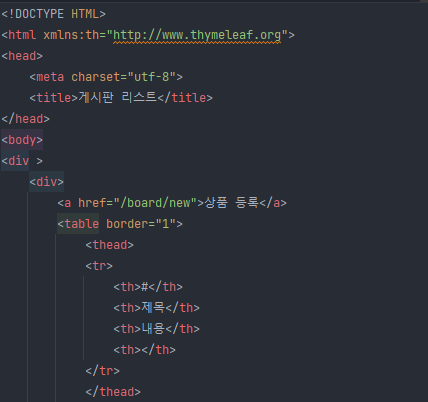 <!DOCTYPE HTML>
<html xmlns:th="http://www.thymeleaf.org">
<head>
    <meta charset="utf-8">
    <title>게시판 리스트</title>
</head>
<body>
<div >
    <div>
        <a href="/board/new">상품 등록</a>
        <table border="1">
            <thead>
            <tr>
                <th>#</th>
                <th>제목</th>
                <th>내용</th>
                <th></th>
            </tr>
            </thead>